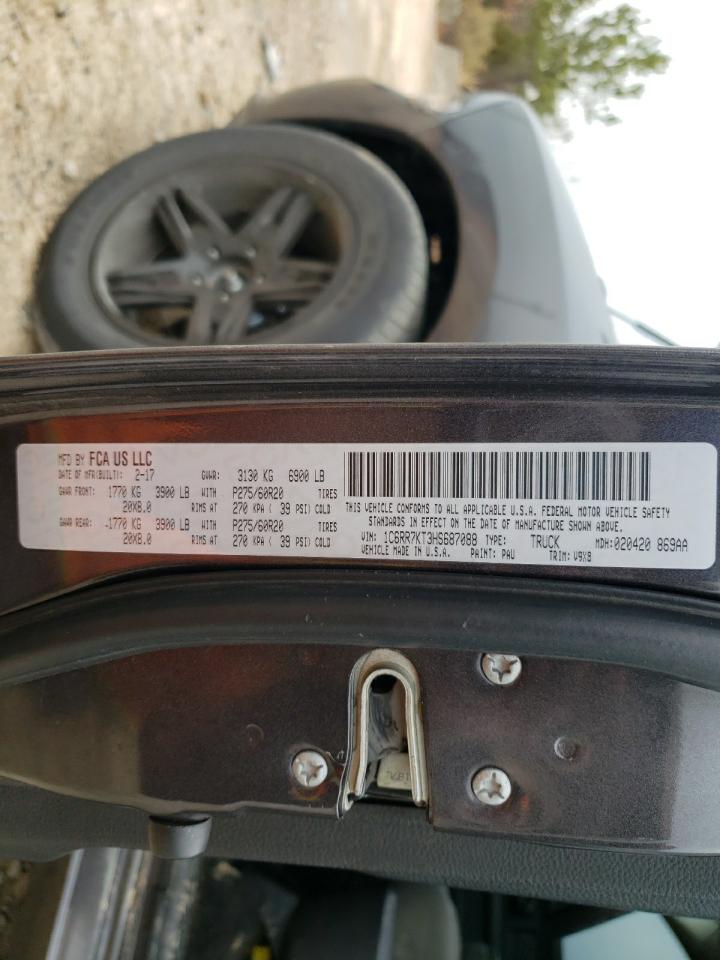 MFD BY FCA US LLC
DATE OF MFR(BUILT): 2-17 GVWR: 3130 KG 6900 LB
GAWR FRONT: 1770 KG 3900 LB WITH P275/60R20 TIRES
20X8.0 RIMS AT 270 KPA ( 39 PSI) COLD
GAWR REAR: 1770 KG 3900 LB WITH P275/60R20 TIRES
20X8.0 RIMS AT 270 KPA ( 39 PSI) COLD
THIS VEHICLE CONFORMS TO ALL APPLICABLE U.S.A. FEDERAL MOTOR VEHICLE SAFETY
STANDARDS IN EFFECT ON THE DATE OF MANUFACTURE SHOWN ABOVE.
VIN: 1C6RR7KT3HS687088 TYPE: TRUCK MDH:020420 869AA
VEHICLE MADE IN U.S.A. PAINT: PAU TRIM: V9X8